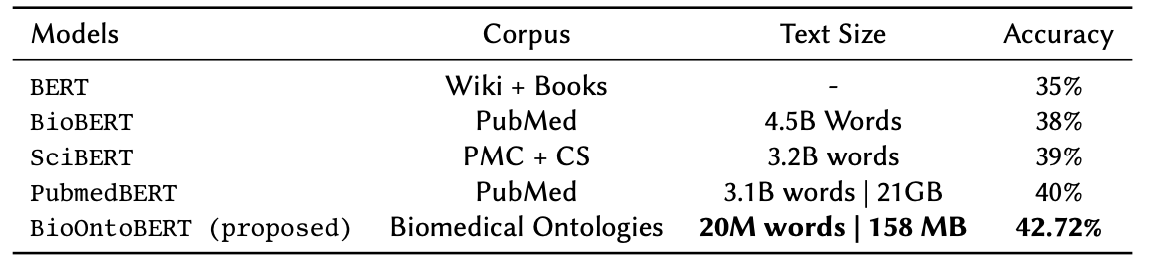 Models Corpus Text Size Accuracy
BERT Wiki + Books - 35%
BioBERT PubMed 4.5B Words 38%
SciBERT PMC + CS 3.2B words 39%
PubmedBERT PubMed 3.1B words | 21GB 40%
BioOntoBERT (proposed) Biomedical Ontologies 20M words | 158 MB 42.72%